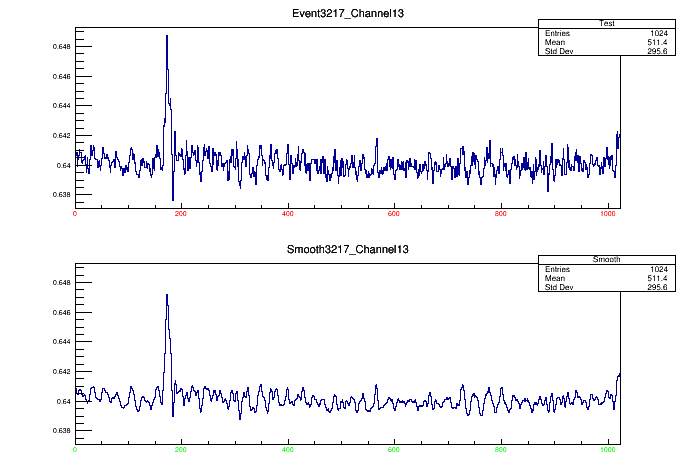 Event3217_Channel13
Test
Entries 1024
Mean 511.4
Std Dev 295.6
0.648
0.646
0.644
0.642
0.64
0.638
0 200 400 600 800 1000
Smooth3217_Channel13
Smooth
Entries 1024
Mean 511.4
Std Dev 295.6
0.648
0.646
0.644
0.642
0.64
0.638
0 200 400 600 800 1000